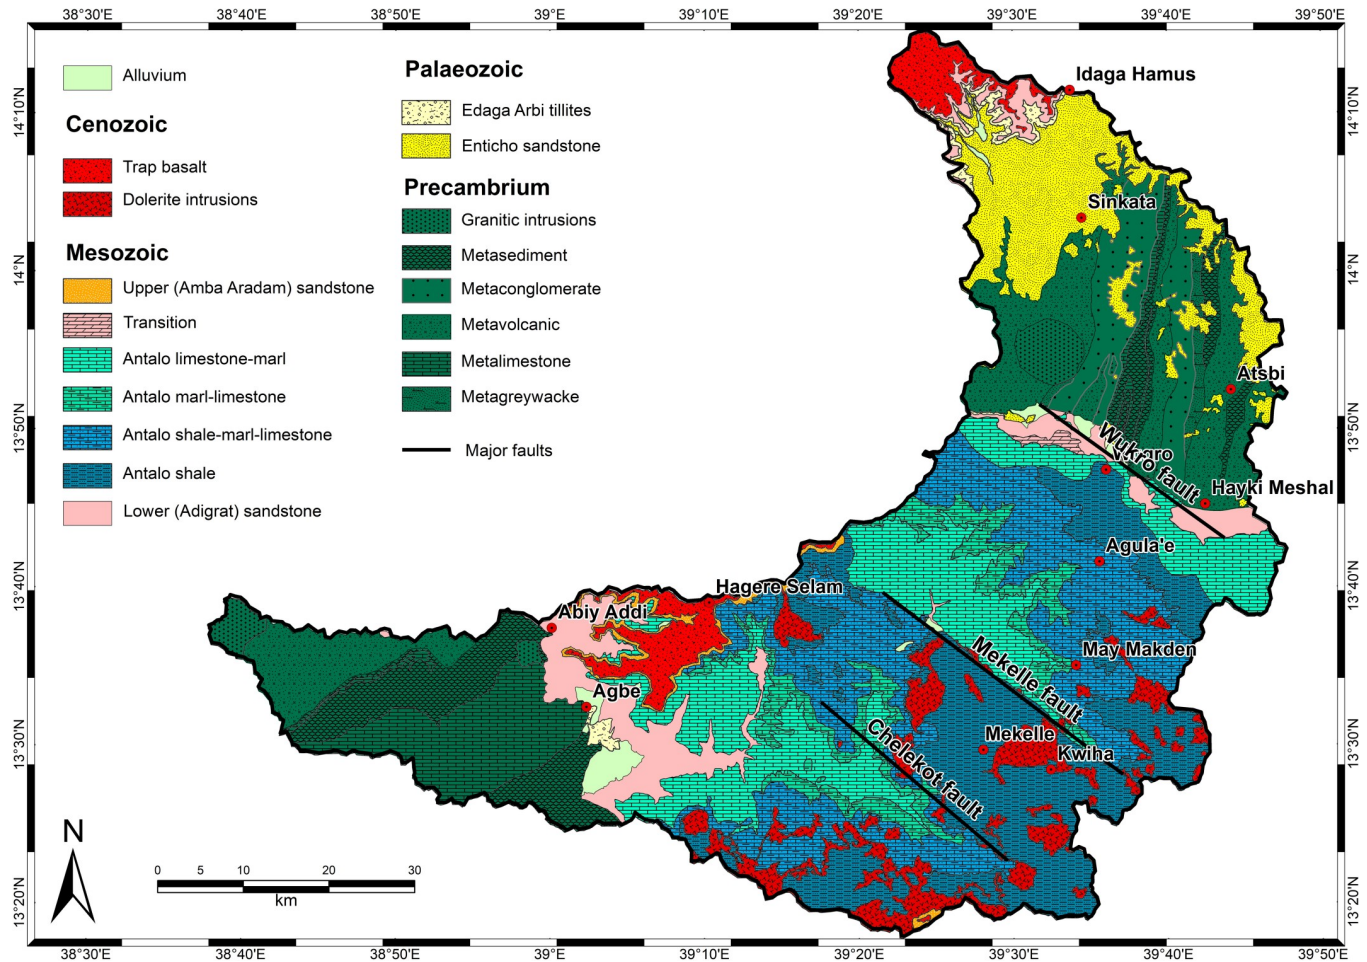 38°30'E 38°40'E 38°50'E 39°E 39°10'E 39°20'E 39°30'E 39°40'E 39°50'E
14°10'N
14°N
13°50'N
13°40'N
13°30'N
13°20'N
Alluvium
Cenozoic
Trap basalt
Dolerite intrusions
Mesozoic
Upper (Amba Aradam) sandstone
Transition
Antalo limestone-marl
Antalo marl-limestone
Antalo shale-marl-limestone
Antalo shale
Lower (Adigrat) sandstone
Palaeozoic
Edaga Arbi tillites
Enticho sandstone
Precambrium
Granitic intrusions
Metasediment
Metaconglomerate
Metavolcanic
Metalimestone
Metagreywacke
Major faults
Idaga Hamus
Sinkata
Atsbi
Wukro fault
Hayki Meshal
Agula'e
Hagere Selam
Abiy Addi
May Makden
Mekelle fault
Agbe
Mekelle
Kwiha
Chelekot fault
N
0 5 10 20 30
km
14°10'N
14°N
13°50'N
13°40'N
13°30'N
13°20'N
38°30'E 38°40'E 38°50'E 39°E 39°10'E 39°20'E 39°30'E 39°40'E 39°50'E